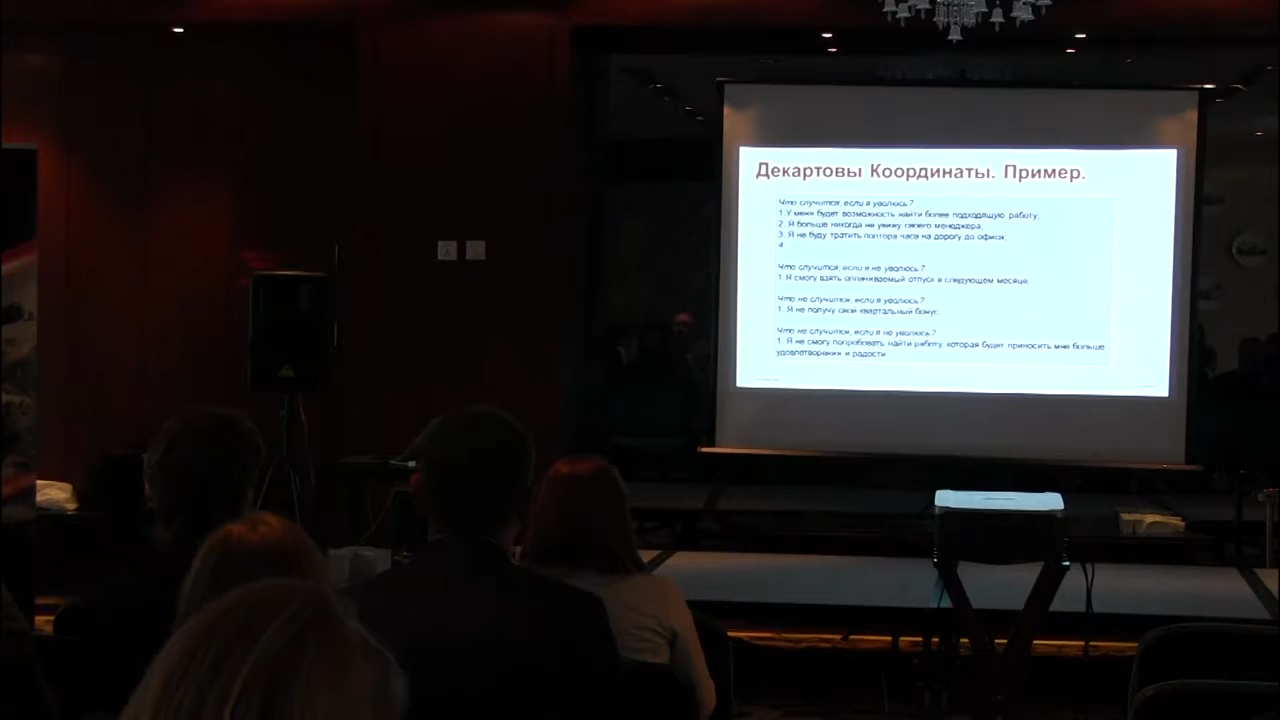 Декартовы Координаты. Пример.
Что случится, если я уволюсь?
1. У меня будет возможность найти более подходящую работу;
2. Я больше никогда не увижу своего менеджера;
3. Я не буду тратить полтора часа на дорогу до офиса;
4. ...
Что случится, если я не уволюсь?
1. Я смогу взять оплачиваемый отпуск в следующем месяце;
Что не случится, если я уволюсь?
1. Я не получу свой квартальный бонус;
Что не случится, если я не уволюсь?
1. Я не смогу попробовать найти работу, которая будет приносить мне больше
удовлетворения и радости